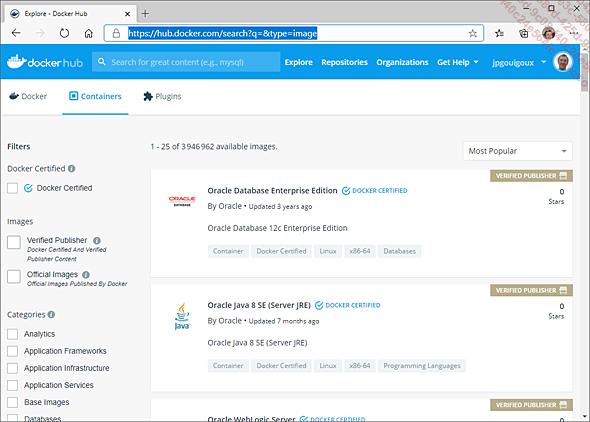 Explore - Docker Hub
https://hub.docker.com/search?q=&type=image
docker hub
Search for great content (e.g., mysql)
Explore Repositories Organizations Get Help jpgouigoux
Docker Containers Plugins
Filters
1 - 25 of 3 946 962 available images.
Most Popular
Docker Certified
Docker Certified
Images
Verified Publisher
Docker Certified And Verified
Publisher Content
Official Images
Official Images Published By Docker
Categories
Analytics
Application Frameworks
Application Infrastructure
Application Services
Base Images
Databases
VERIFIED PUBLISHER
ORACLE
DATABASE
Oracle Database Enterprise Edition DOCKER CERTIFIED
0
Stars
By Oracle • Updated 3 years ago
Oracle Database 12c Enterprise Edition
Container Docker Certified Linux x86-64 Databases
VERIFIED PUBLISHER
Java
Oracle Java 8 SE (Server JRE) DOCKER CERTIFIED
0
Stars
By Oracle • Updated 7 months ago
Oracle Java 8 SE (Server JRE)
Container Docker Certified Linux x86-64 Programming Languages
VERIFIED PUBLISHER
Oracle WebLogic Server DOCKER CERTIFIED
0